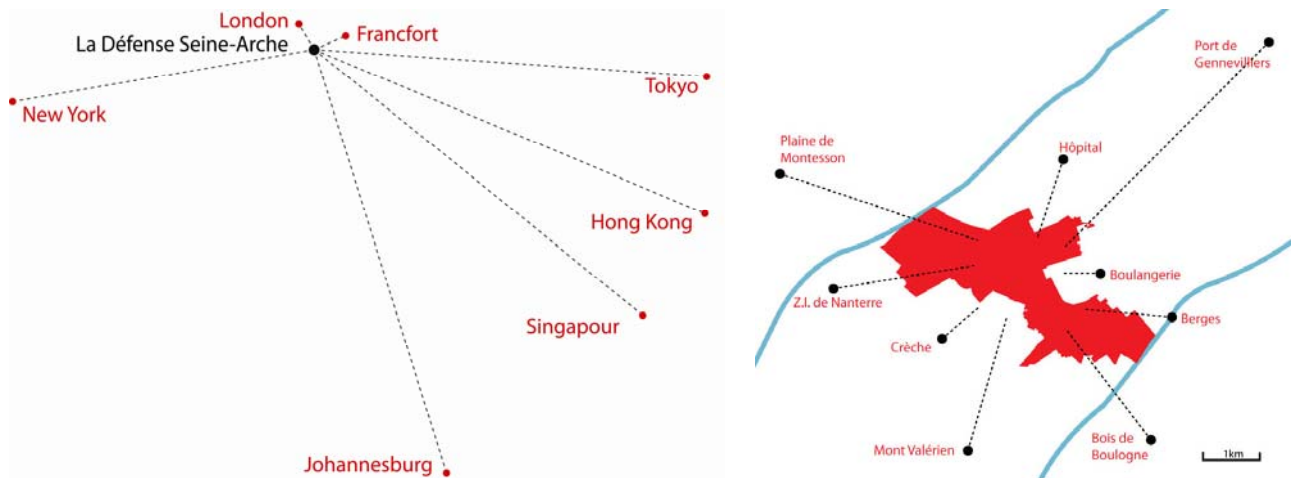 London
La Défense Seine-Arche
Francfort
New York
Tokyo
Hong Kong
Singapour
Johannesburg
Port de
Gennevilliers
Plaine de
Montesson
Hôpital
Boulangerie
Z.I. de Nanterre
Berges
Crèche
Mont Valérien
Bois de
Boulogne
1km